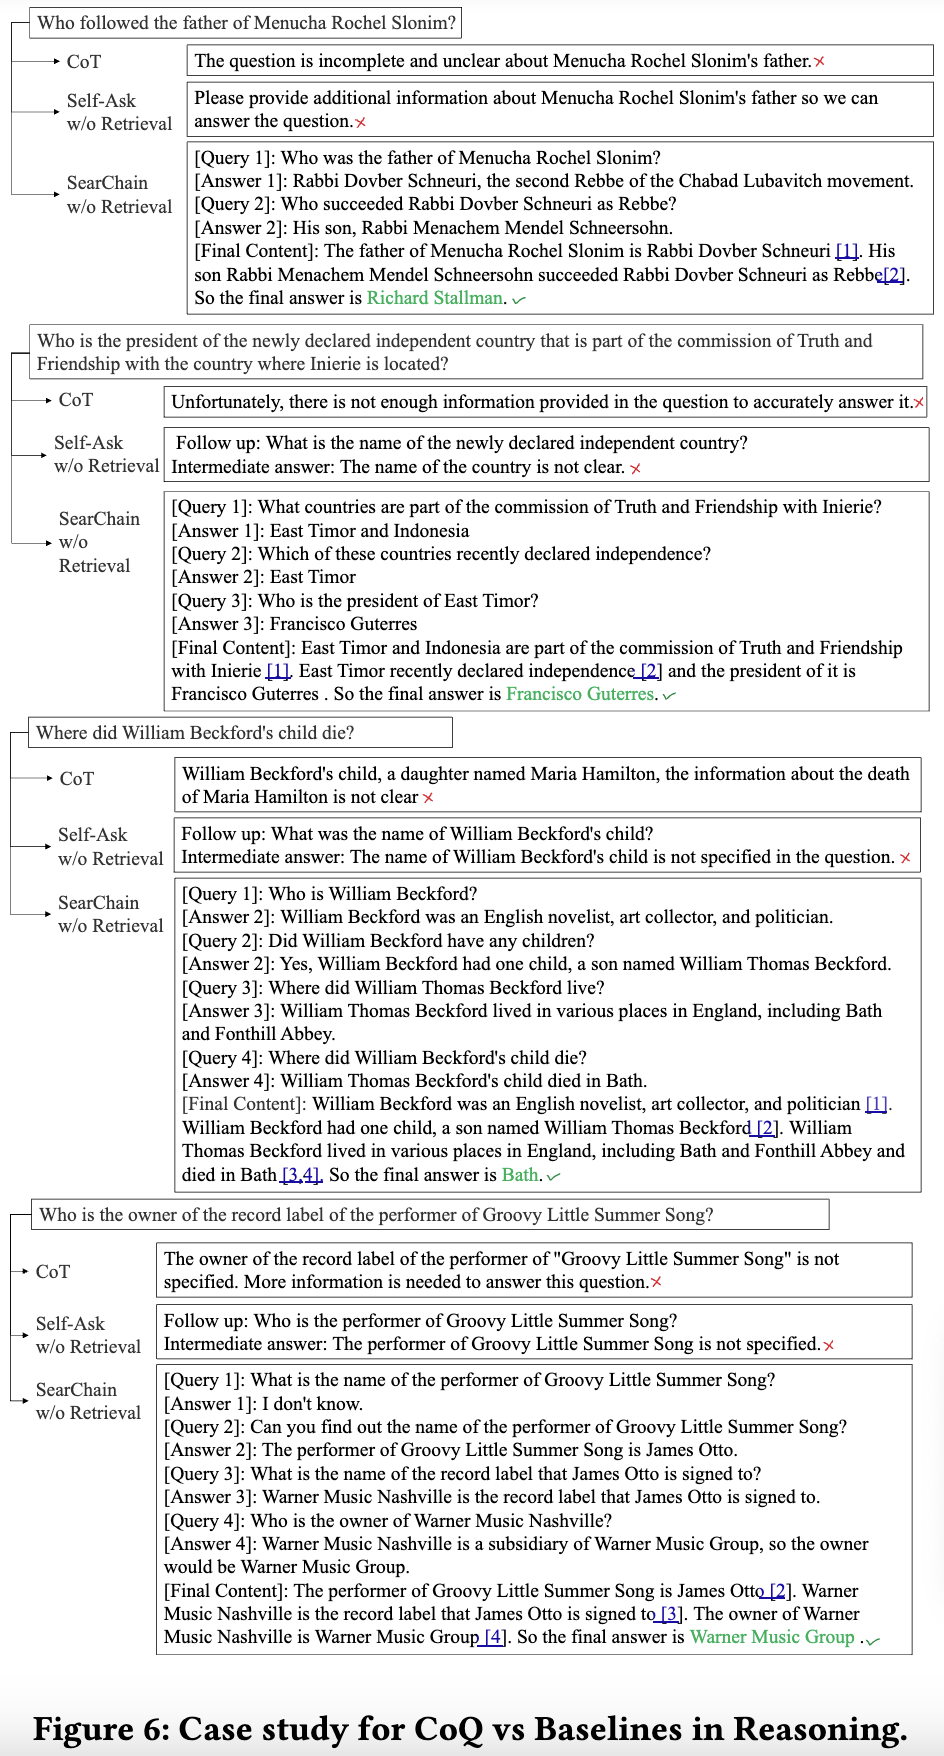 Who followed the father of Menucha Rochel Slonim?
CoT
The question is incomplete and unclear about Menucha Rochel Slonim's father.
Self-Ask
w/o Retrieval
Please provide additional information about Menucha Rochel Slonim's father so we can
answer the question.
SearChain
w/o Retrieval
[Query 1]: Who was the father of Menucha Rochel Slonim?
[Answer 1]: Rabbi Dovber Schneuri, the second Rebbe of the Chabad Lubavitch movement.
[Query 2]: Who succeeded Rabbi Dovber Schneuri as Rebbe?
[Answer 2]: His son, Rabbi Menachem Mendel Schneersohn.
[Final Content]: The father of Menucha Rochel Slonim is Rabbi Dovber Schneuri [1]. His
son Rabbi Menachem Mendel Schneersohn succeeded Rabbi Dovber Schneuri as Rebbe[2].
So the final answer is Richard Stallman. ✓
Who is the president of the newly declared independent country that is part of the commission of Truth and
Friendship with the country where Inierie is located?
CoT
Unfortunately, there is not enough information provided in the question to accurately answer it.
Self-Ask
w/o Retrieval
Follow up: What is the name of the newly declared independent country?
Intermediate answer: The name of the country is not clear.
SearChain
w/o
Retrieval
[Query 1]: What countries are part of the commission of Truth and Friendship with Inierie?
[Answer 1]: East Timor and Indonesia
[Query 2]: Which of these countries recently declared independence?
[Answer 2]: East Timor
[Query 3]: Who is the president of East Timor?
[Answer 3]: Francisco Guterres
[Final Content]: East Timor and Indonesia are part of the commission of Truth and Friendship
with Inierie [1]. East Timor recently declared independence [2] and the president of it is
Francisco Guterres . So the final answer is Francisco Guterres. ✓
Where did William Beckford's child die?
CoT
William Beckford's child, a daughter named Maria Hamilton, the information about the death
of Maria Hamilton is not clear
Self-Ask
w/o Retrieval
Follow up: What was the name of William Beckford's child?
Intermediate answer: The name of William Beckford's child is not specified in the question.
SearChain
w/o Retrieval
[Query 1]: Who is William Beckford?
[Answer 2]: William Beckford was an English novelist, art collector, and politician.
[Query 2]: Did William Beckford have any children?
[Answer 2]: Yes, William Beckford had one child, a son named William Thomas Beckford.
[Query 3]: Where did William Thomas Beckford live?
[Answer 3]: William Thomas Beckford lived in various places in England, including Bath
and Fonthill Abbey.
[Query 4]: Where did William Beckford's child die?
[Answer 4]: William Thomas Beckford's child died in Bath.
[Final Content]: William Beckford was an English novelist, art collector, and politician [1].
William Beckford had one child, a son named William Thomas Beckford [2]. William
Thomas Beckford lived in various places in England, including Bath and Fonthill Abbey and
died in Bath [3,4]. So the final answer is Bath. ✓
Who is the owner of the record label of the performer of Groovy Little Summer Song?
CoT
The owner of the record label of the performer of "Groovy Little Summer Song" is not
specified. More information is needed to answer this question.
Self-Ask
w/o Retrieval
Follow up: Who is the performer of Groovy Little Summer Song?
Intermediate answer: The performer of Groovy Little Summer Song is not specified.
SearChain
w/o Retrieval
[Query 1]: What is the name of the performer of Groovy Little Summer Song?
[Answer 1]: I don't know.
[Query 2]: Can you find out the name of the performer of Groovy Little Summer Song?
[Answer 2]: The performer of Groovy Little Summer Song is James Otto.
[Query 3]: What is the name of the record label that James Otto is signed to?
[Answer 3]: Warner Music Nashville is the record label that James Otto is signed to.
[Query 4]: Who is the owner of Warner Music Nashville?
[Answer 4]: Warner Music Nashville is a subsidiary of Warner Music Group, so the owner
would be Warner Music Group.
[Final Content]: The performer of Groovy Little Summer Song is James Otto [2]. Warner
Music Nashville is the record label that James Otto is signed to [3]. The owner of Warner
Music Nashville is Warner Music Group [4]. So the final answer is Warner Music Group . ✓
Figure 6: Case study for CoQ vs Baselines in Reasoning.